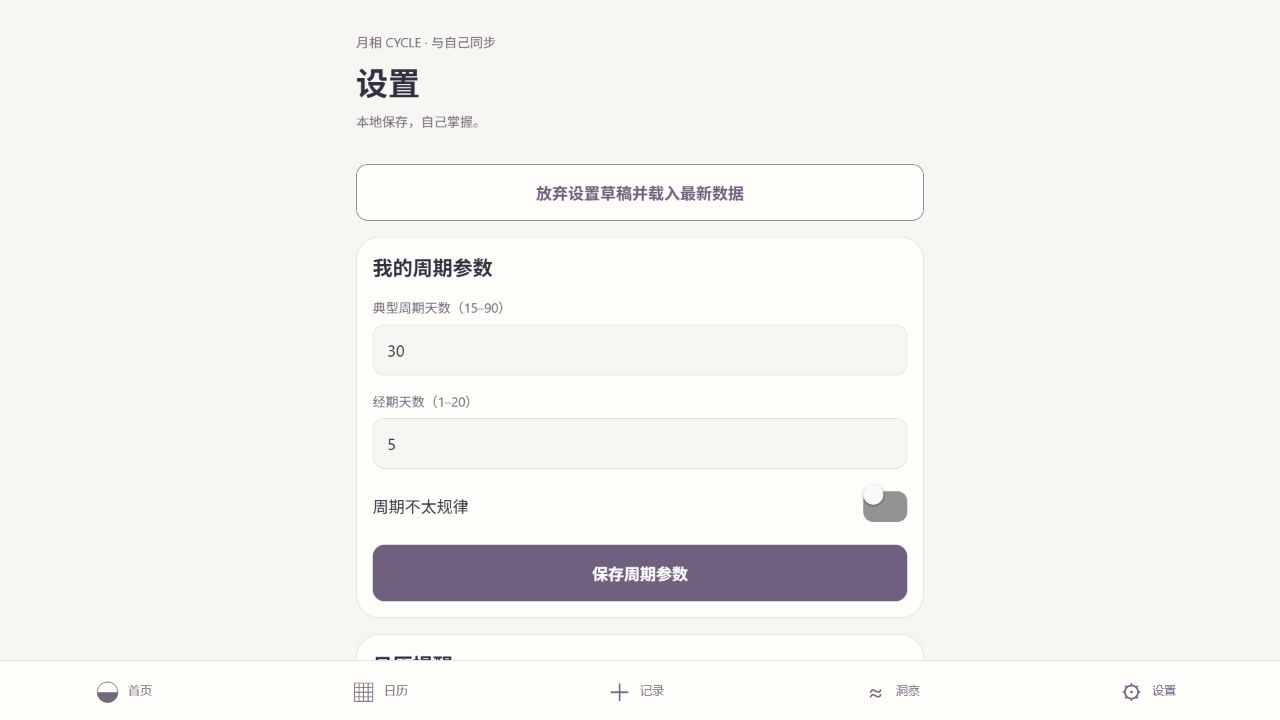 月相 CYCLE · 与自己同步
设置
本地保存，自己掌握。
放弃设置草稿并载入最新数据
我的周期参数
典型周期天数（15–90）
30
经期天数（1–20）
5
周期不太规律
保存周期参数
首页
日历
记录
洞察
设置